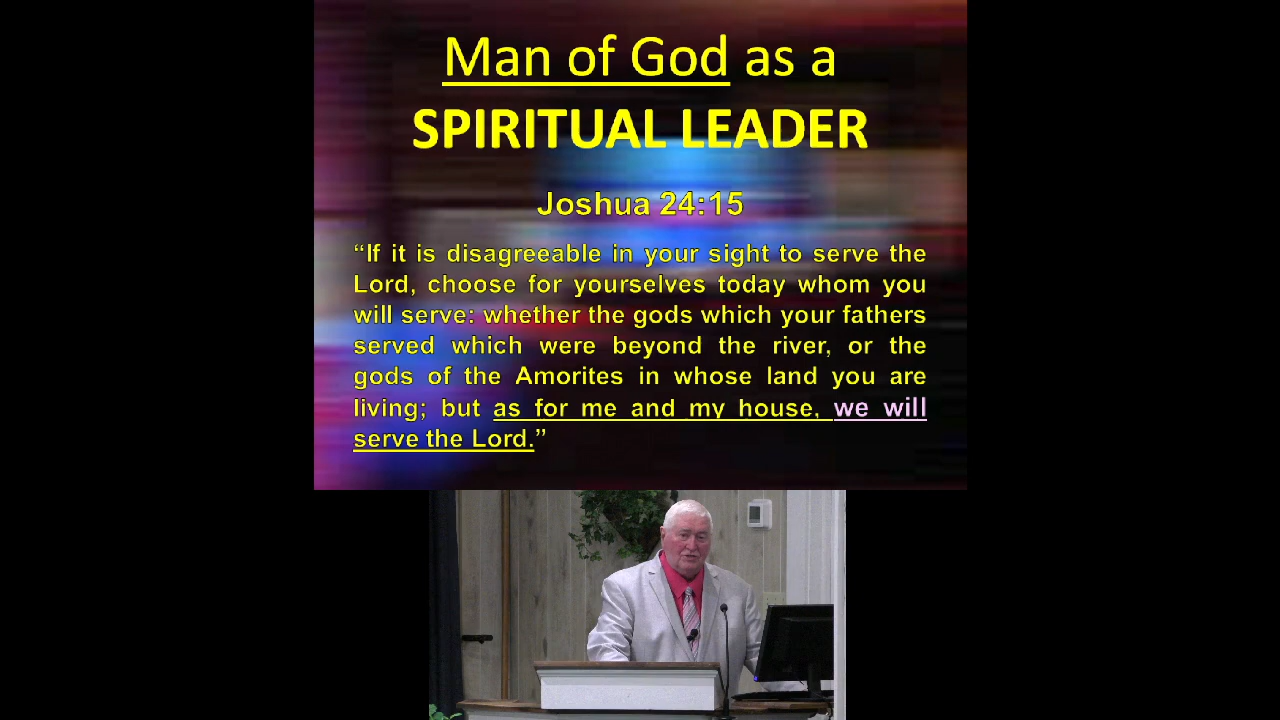 Man of God as a
SPIRITUAL LEADER
Joshua 24:15
“If it is disagreeable in your sight to serve the
Lord, choose for yourselves today whom you
will serve: whether the gods which your fathers
served which were beyond the river, or the
gods of the Amorites in whose land you are
living; but as for me and my house, we will
serve the Lord.”